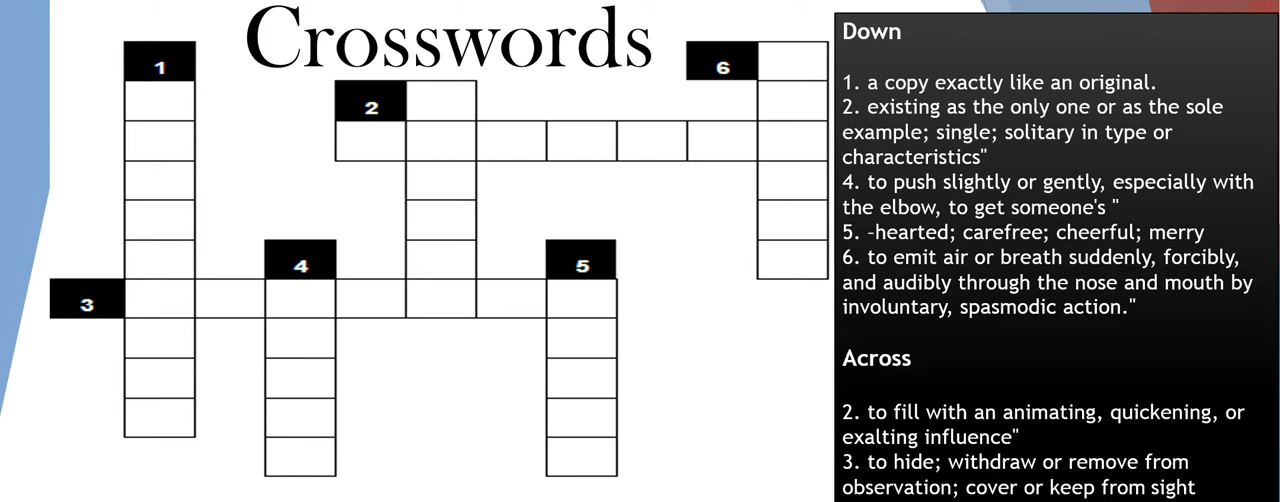 Crosswords
1
2
6
4
5
3
Down
1. a copy exactly like an original.
2. existing as the only one or as the sole
example; single; solitary in type or
characteristics"
4. to push slightly or gently, especially with
the elbow, to get someone's "
5. -hearted; carefree; cheerful; merry
6. to emit air or breath suddenly, forcibly,
and audibly through the nose and mouth by
involuntary, spasmodic action."
Across
2. to fill with an animating, quickening, or
exalting influence"
3. to hide; withdraw or remove from
observation; cover or keep from sight